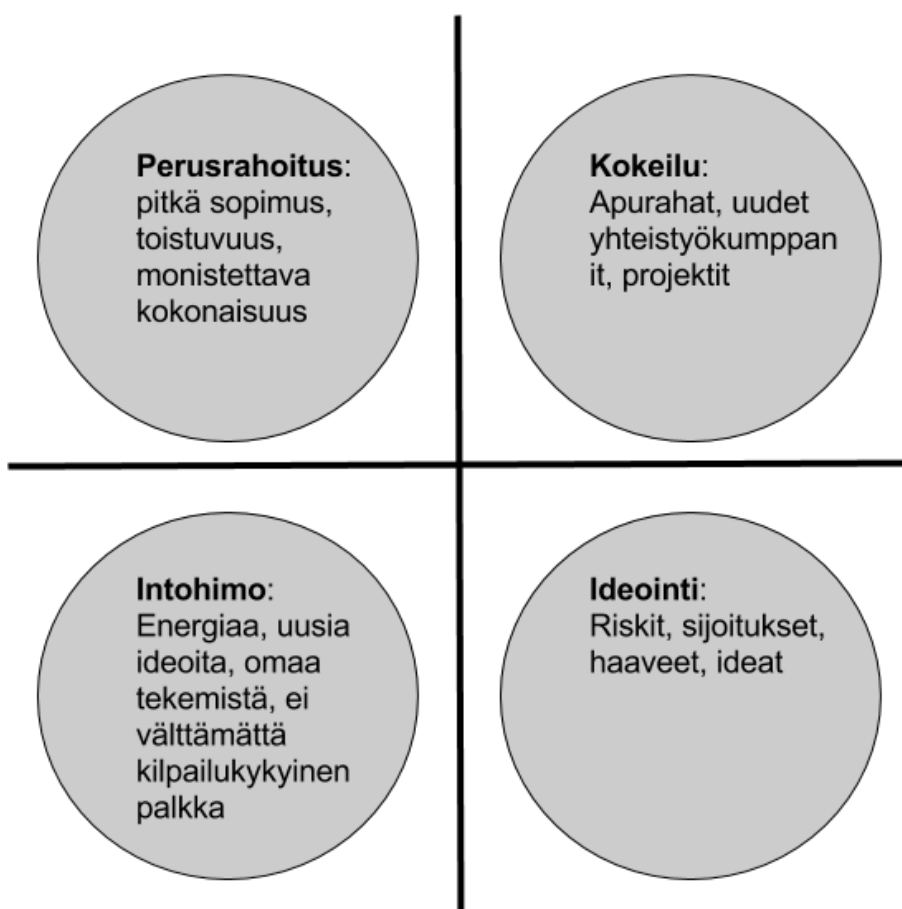 Perusrahoitus:
pitkä sopimus,
toistuvuus,
monistettava
kokonaisuus
Kokeilu:
Apurahat, uudet
yhteistyökumppan
it, projektit
Intohimo:
Energiaa, uusia
ideoita, omaa
tekemistä, ei
välttämättä
kilpailukykyinen
palkka
Ideointi:
Riskit, sijoitukset,
haaveet, ideat